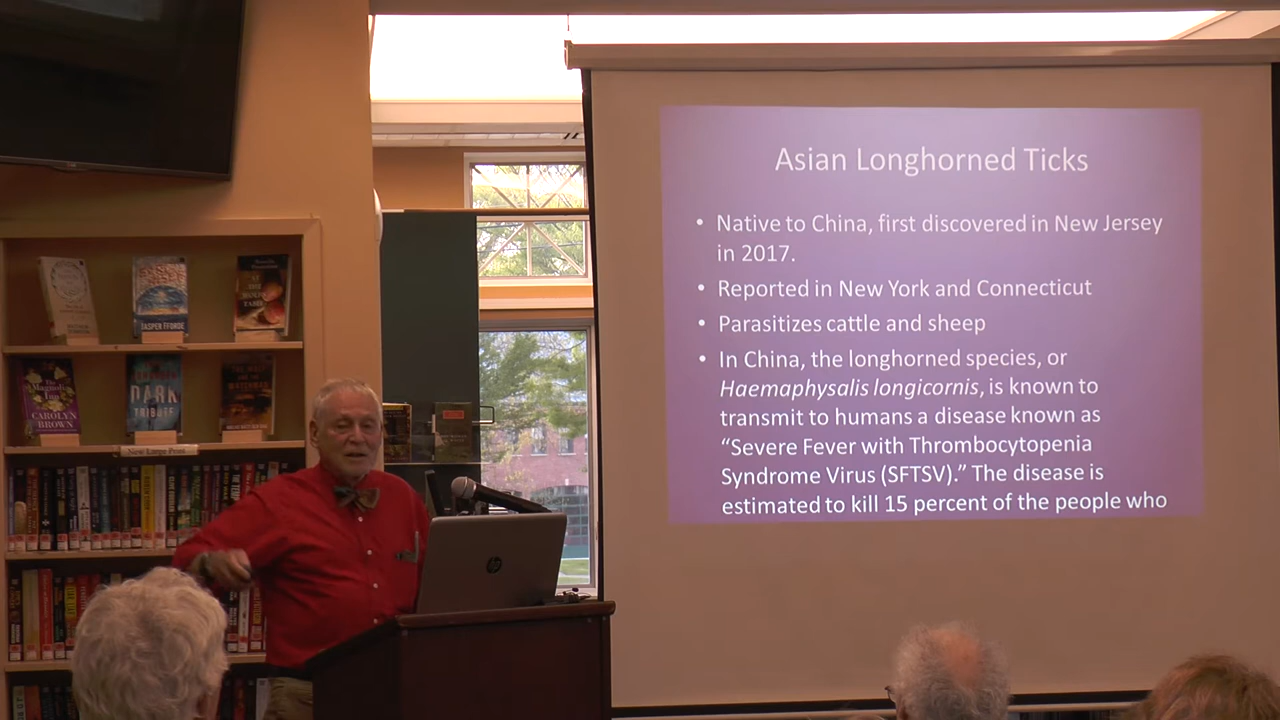 Asian Longhorned Ticks
• Native to China, first discovered in New Jersey
in 2017.
• Reported in New York and Connecticut
• Parasitizes cattle and sheep
• In China, the longhorned species, or
Haemaphysalis longicornis, is known to
transmit to humans a disease known as
“Severe Fever with Thrombocytopenia
Syndrome Virus (SFTSV).” The disease is
estimated to kill 15 percent of the people who
JASPER FFORDE
The
Magnolia
CAROLYN
BROWN
DARK
TRIBUTE
New Large Print
hp